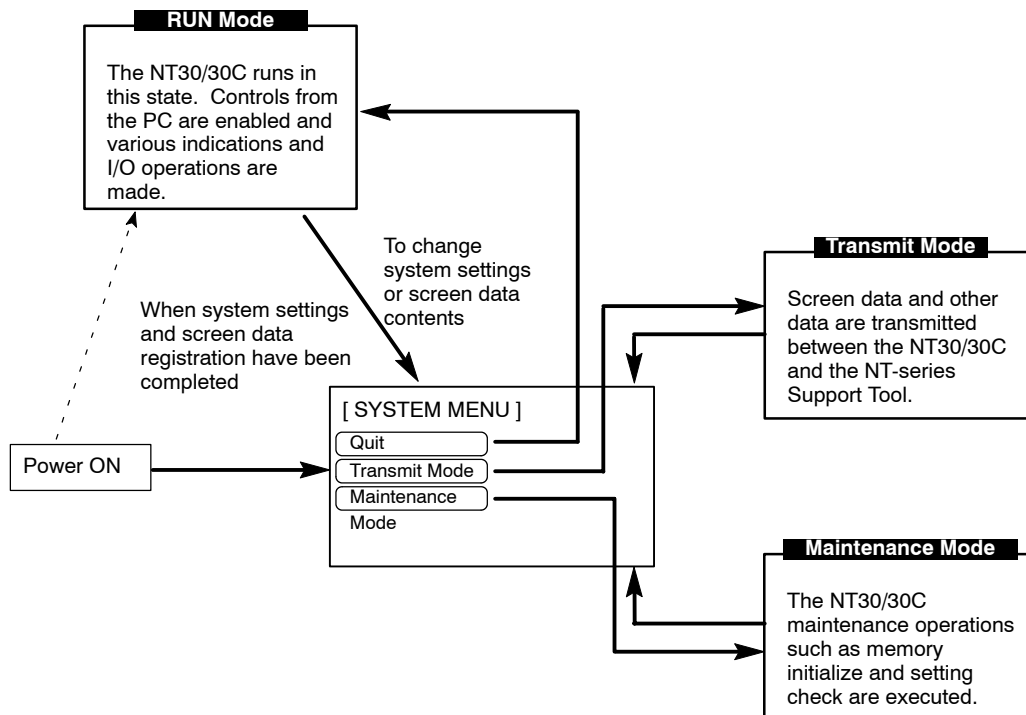 RUN Mode
The NT30/30C runs in
this state. Controls from
the PC are enabled and
various indications and
I/O operations are
made.
To change
system settings
or screen data
contents
When system settings
and screen data
registration have been
completed
Transmit Mode
Screen data and other
data are transmitted
between the NT30/30C
and the NT-series
Support Tool.
Power ON
[ SYSTEM MENU ]
Quit
Transmit Mode
Maintenance
Mode
Maintenance Mode
The NT30/30C
maintenance operations
such as memory
initialize and setting
check are executed.